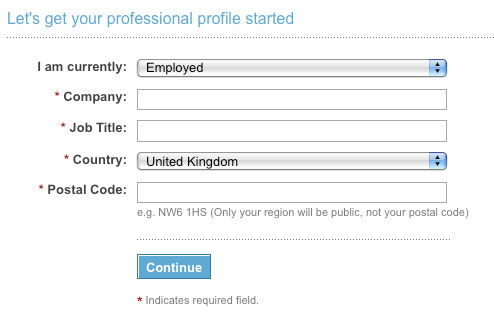 Let's get your professional profile started
I am currently: Employed
* Company:
* Job Title:
* Country: United Kingdom
* Postal Code:
e.g. NW6 1HS (Only your region will be public, not your postal code)
Continue
* Indicates required field.